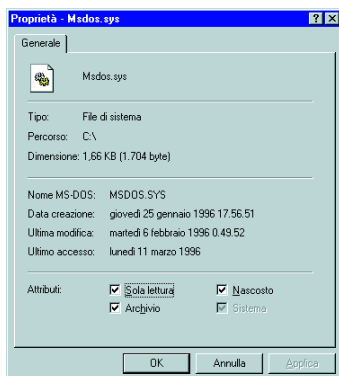 Proprietà - Msdos.sys
Generale
Msdos.sys
Tipo: File di sistema
Percorso: C:\
Dimensione: 1,66 KB (1.704 byte)
Nome MS-DOS: MSDOS.SYS
Data creazione: giovedì 25 gennaio 1996 17.56.51
Ultima modifica: martedì 6 febbraio 1996 0.49.52
Ultimo accesso: lunedì 11 marzo 1996
Attributi: Sola lettura Nascosto
Archivio Sistema
OK Annulla Applica